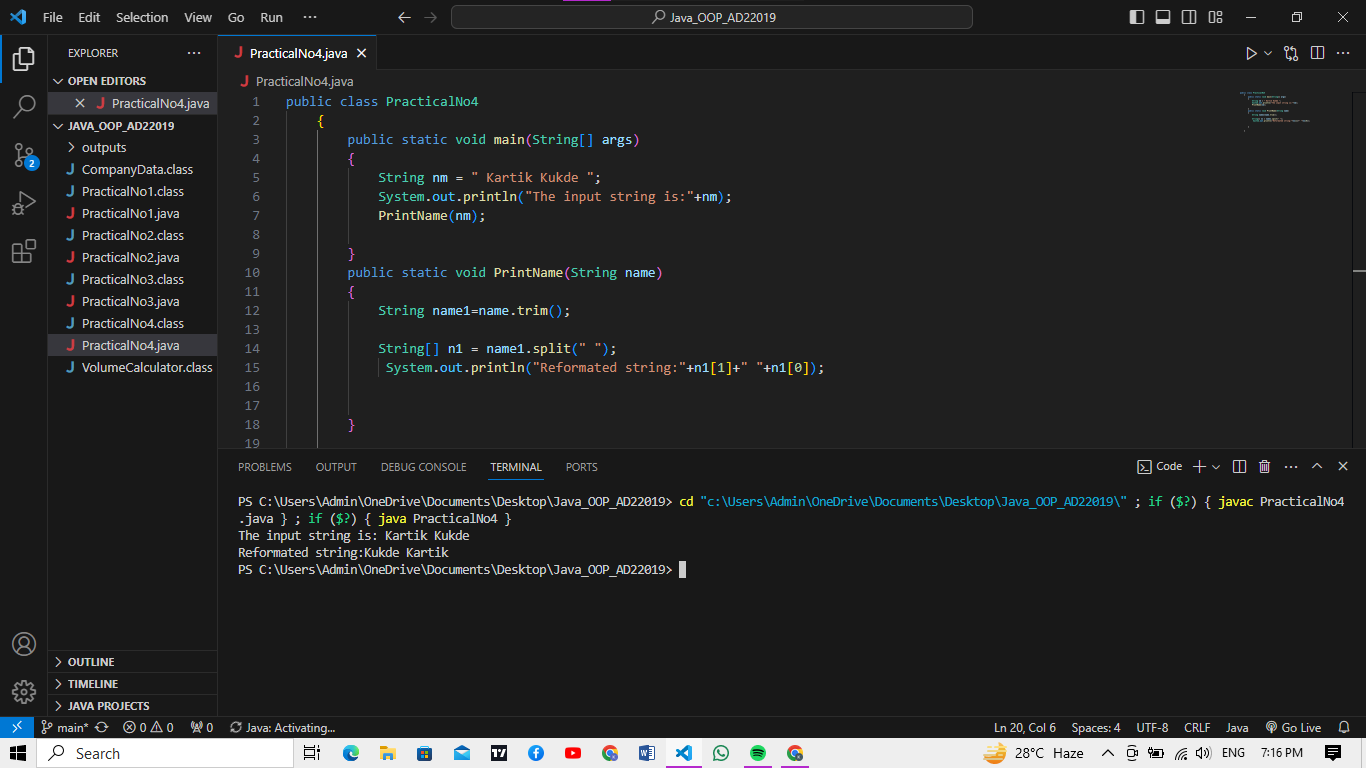 File Edit Selection View Go Run ··· Java_OOP_AD22019
EXPLORER ···
OPEN EDITORS
J PracticalNo4.java
JAVA_OOP_AD22019
outputs
J CompanyData.class
J PracticalNo1.class
J PracticalNo1.java
J PracticalNo2.class
J PracticalNo2.java
J PracticalNo3.class
J PracticalNo3.java
J PracticalNo4.class
J PracticalNo4.java
J VolumeCalculator.class
2
OUTLINE
TIMELINE
JAVA PROJECTS
J PracticalNo4.java
J PracticalNo4.java
1 public class PracticalNo4
2 {
3 public static void main(String[] args)
4 {
5 String nm = " Kartik Kukde ";
6 System.out.println("The input string is:"+nm);
7 PrintName(nm);
8
9 }
10 public static void PrintName(String name)
11 {
12 String name1=name.trim();
13
14 String[] n1 = name1.split(" ");
15 System.out.println("Reformated string:"+n1[1]+" "+n1[0]);
16
17
18 }
19
PROBLEMS OUTPUT DEBUG CONSOLE TERMINAL PORTS Code
PS C:\Users\Admin\OneDrive\Documents\Desktop\Java_OOP_AD22019> cd "c:\Users\Admin\OneDrive\Documents\Desktop\Java_OOP_AD22019\" ; if ($?) { javac PracticalNo4
.java } ; if ($?) { java PracticalNo4 }
The input string is: Kartik Kukde
Reformated string:Kukde Kartik
PS C:\Users\Admin\OneDrive\Documents\Desktop\Java_OOP_AD22019>
main* 0 0 0 Java: Activating... Ln 20, Col 6 Spaces: 4 UTF-8 CRLF Java Go Live
Search 28°C Haze ENG 7:16 PM